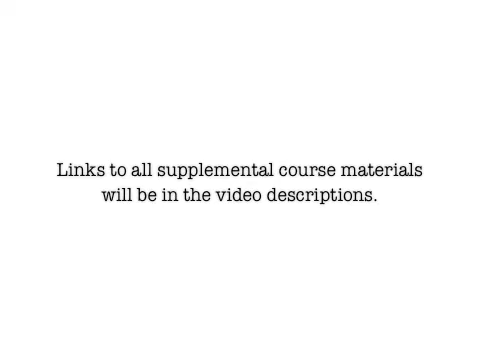 Links to all supplemental course materials
will be in the video descriptions.